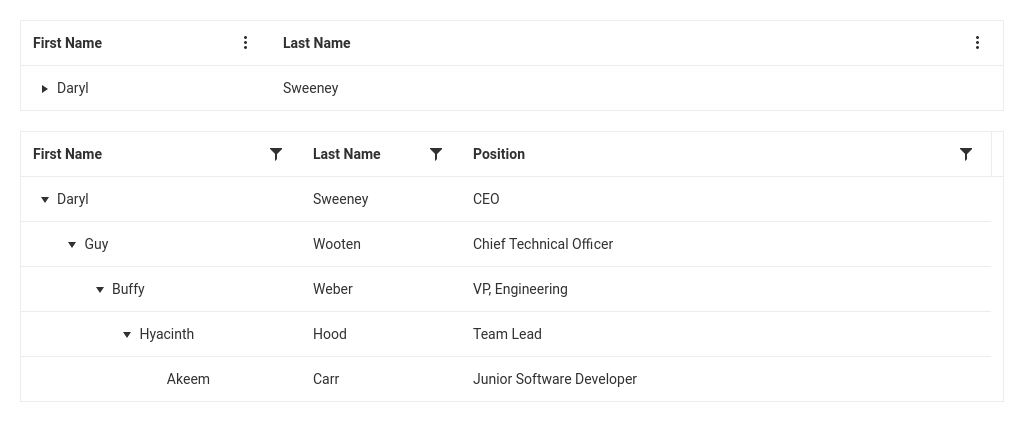 First Name Last Name
Daryl Sweeney
First Name Last Name Position
Daryl Sweeney CEO
Guy Wooten Chief Technical Officer
Buffy Weber VP, Engineering
Hyacinth Hood Team Lead
Akeem Carr Junior Software Developer